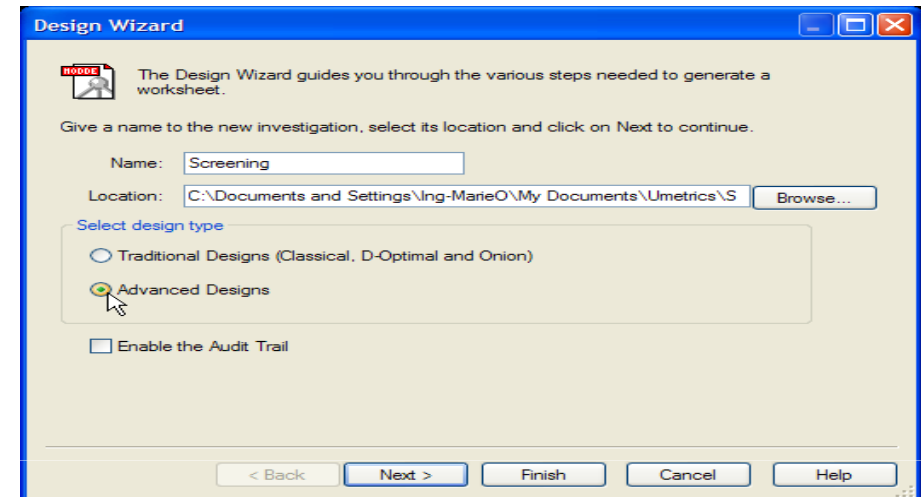 Design Wizard
MODDE
The Design Wizard guides you through the various steps needed to generate a
worksheet.
Give a name to the new investigation, select its location and click on Next to continue.
Name: Screening
Location: C:\Documents and Settings\Ing-MarieO\My Documents\Umetrics\S Browse...
Select design type
Traditional Designs (Classical, D-Optimal and Onion)
Advanced Designs
Enable the Audit Trail
< Back Next > Finish Cancel Help